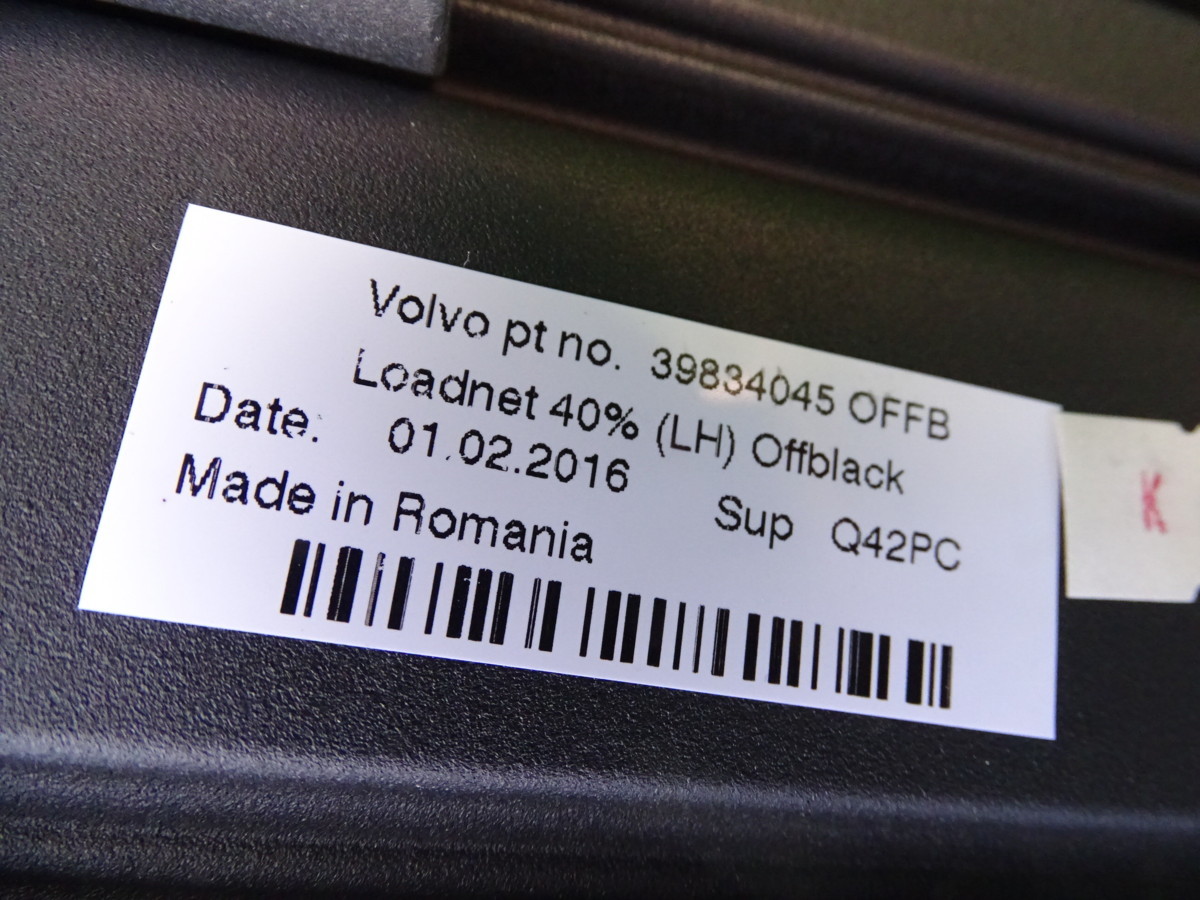 Volvo pt no. 39834045 OFFB
Loadnet 40% (LH) Offblack
Date. 01.02.2016
Sup Q42PC
Made in Romania
K